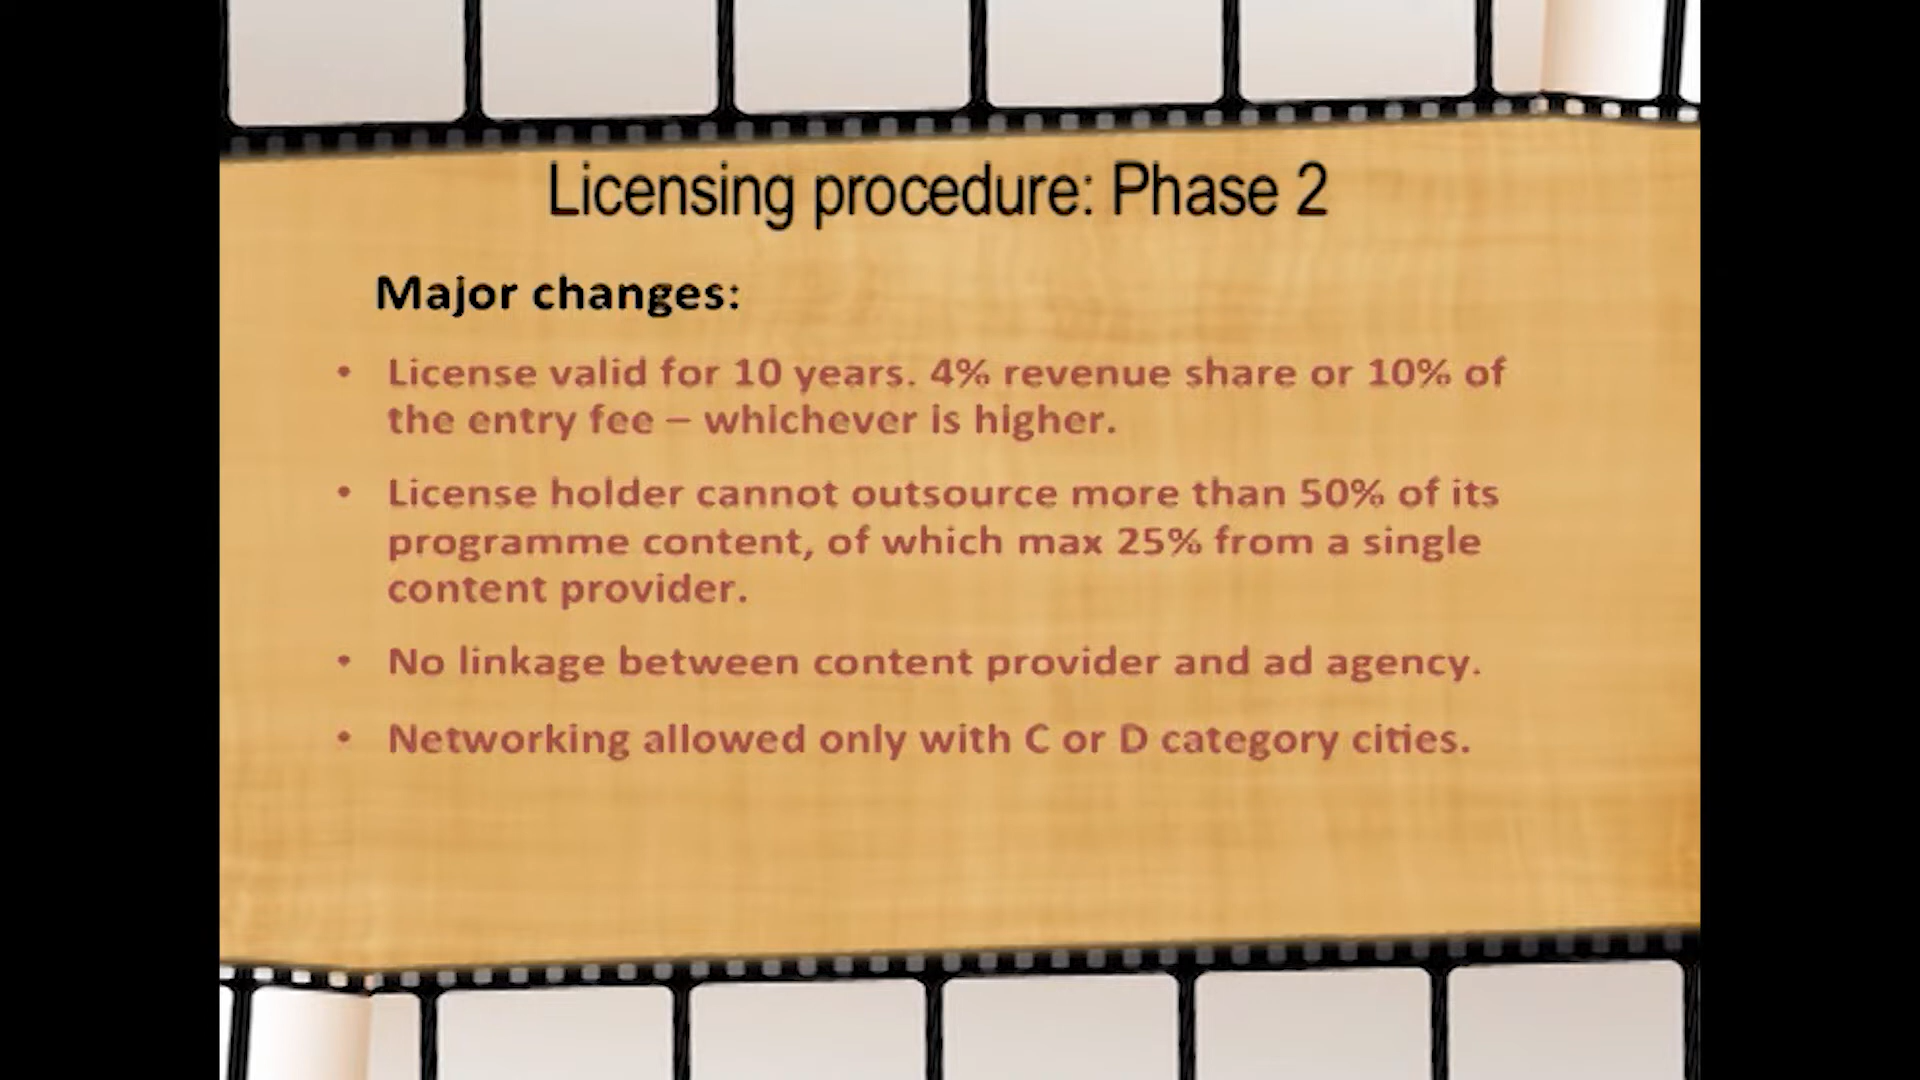 Licensing procedure: Phase 2
Major changes:
• License valid for 10 years. 4% revenue share or 10% of
the entry fee – whichever is higher.
• License holder cannot outsource more than 50% of its
programme content, of which max 25% from a single
content provider.
• No linkage between content provider and ad agency.
• Networking allowed only with C or D category cities.